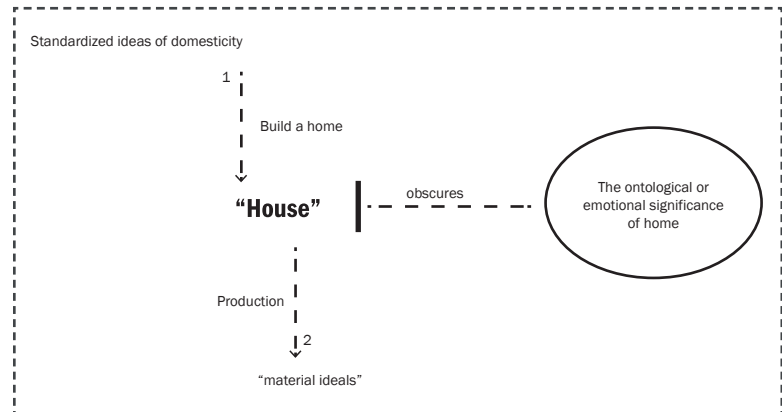 Standardized ideas of domesticity
1
Build a home
“House”
obscures
The ontological or
emotional significance
of home
Production
2
“material ideals”